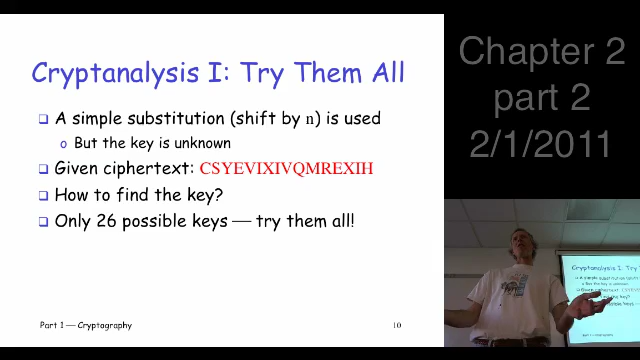 Cryptanalysis I: Try Them All
A simple substitution (shift by n) is used
But the key is unknown
Given ciphertext: CSYEVIXIVQMREXIH
How to find the key?
Only 26 possible keys — try them all!
Part 1 — Cryptography
10
Chapter 2
part 2
2/1/2011
Cryptanalysis I: Try T